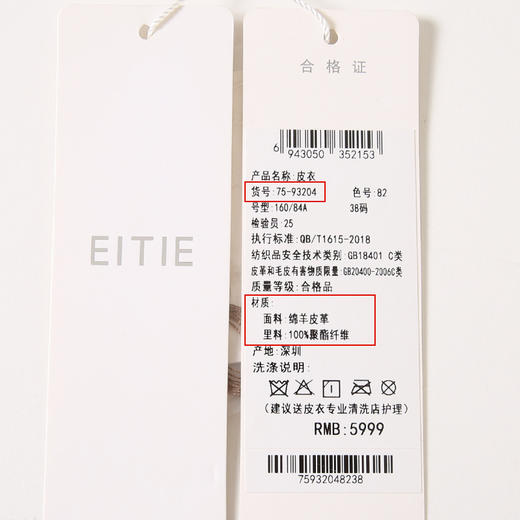 EITIE
合格证
6 943050 352153
产品名称:皮衣
货号:75-93204 色号:82
号型:160/84A 38码
检验员:25
执行标准:QB/T1615-2018
纺织品安全技术类别:GB18401 C类
皮革和毛皮有害物质限量:GB20400-2006C类
质量等级:合格品
材质:
面料:绵羊皮革
里料:100%聚酯纤维
产地:深圳
洗涤说明:
(建议送皮衣专业清洗店护理)
RMB:5999
75932048238